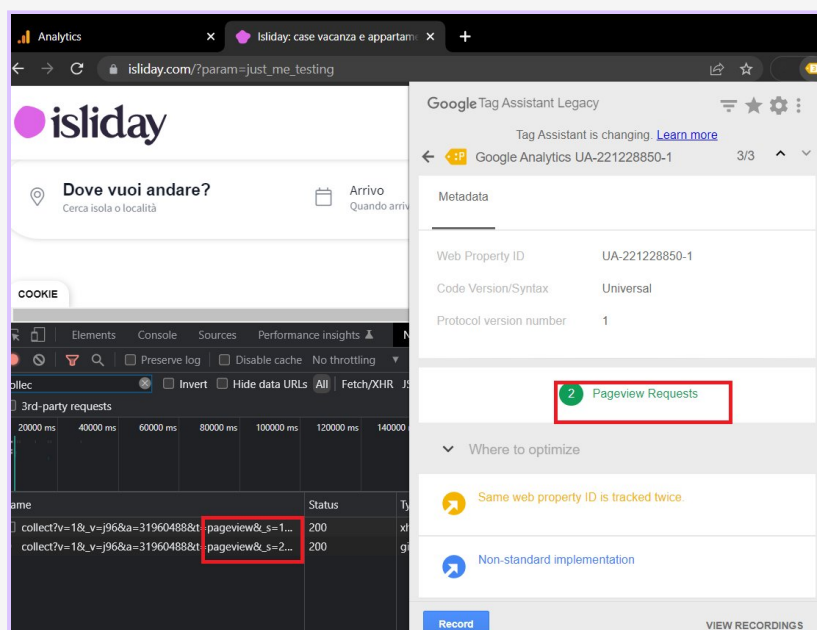 Analytics
Isliday: case vacanza e appartam
isliday.com/?param=just_me_testing
isliday
Dove vuoi andare?
Cerca isola o località
Arrivo
Quando arriv
COOKIE
Elements Console Sources Performance insights N
Preserve log Disable cache No throttling
ollec
Invert Hide data URLs All Fetch/XHR JS
3rd-party requests
20000 ms 40000 ms 60000 ms 80000 ms 100000 ms 120000 ms 140000
ame Status Ty
collect?v=1&_v=j96&a=31960488&t=pageview&_s=1... 200 xh
collect?v=1&_v=j96&a=31960488&t=pageview&_s=2... 200 gi
Google Tag Assistant Legacy
Tag Assistant is changing. Learn more
Google Analytics UA-221228850-1 3/3
Metadata
Web Property ID UA-221228850-1
Code Version/Syntax Universal
Protocol version number 1
2 Pageview Requests
Where to optimize
Same web property ID is tracked twice.
Non-standard implementation
Record VIEW RECORDINGS